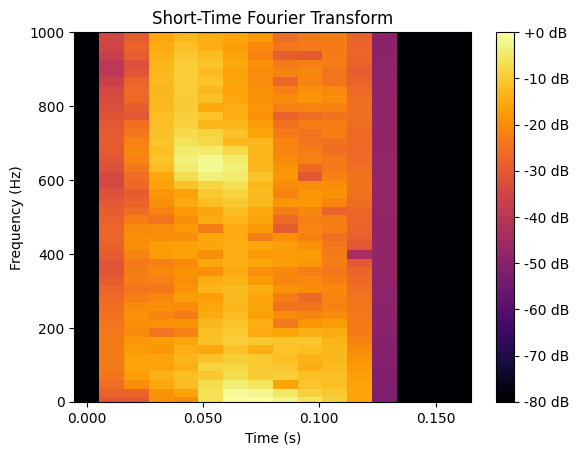 Short-Time Fourier Transform
1000
800
600
400
200
0
Frequency (Hz)
0.000
0.050
0.100
0.150
Time (s)
+0 dB
-10 dB
-20 dB
-30 dB
-40 dB
-50 dB
-60 dB
-70 dB
-80 dB